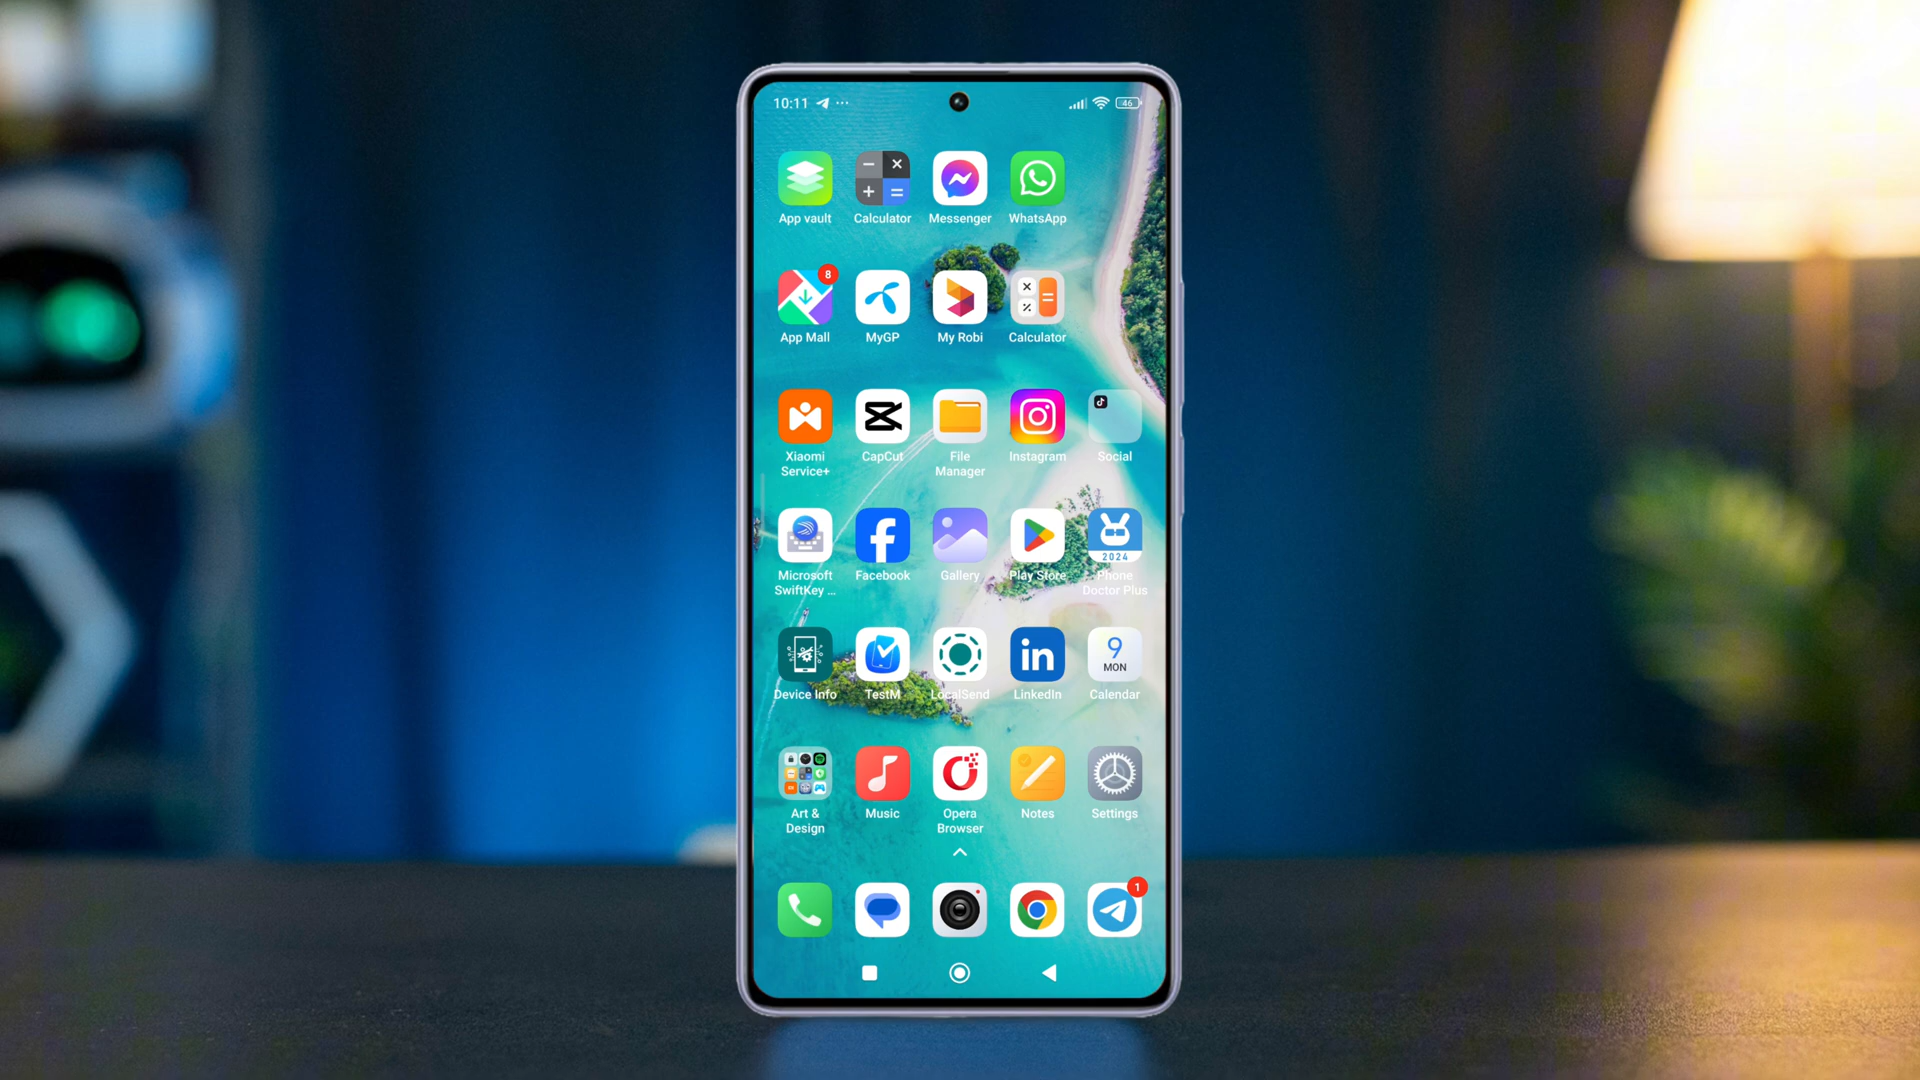 10:11 ··· 46
App vault Calculator Messenger WhatsApp
8
App Mall MyGP My Robi Calculator
Xiaomi CapCut File Instagram Social
Service+ Manager
2024
Microsoft Facebook Gallery Play Store Phone
SwiftKey ... Doctor Plus
in 9
MON
Device Info TestM LocalSend LinkedIn Calendar
Art & Music Opera Notes Settings
Design Browser
1